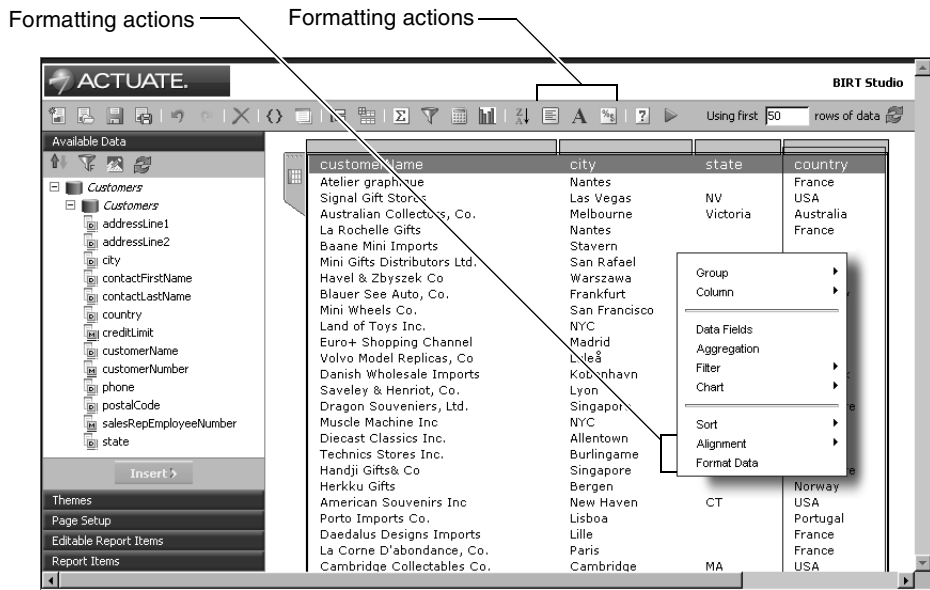 Formatting actions
Formatting actions
ACTUATE.
BIRT Studio
Using first 50 rows of data
Available Data
Customers
Customers
addressLine1
addressLine2
city
contactFirstName
contactLastName
country
creditLimit
customerName
customerNumber
phone
postalCode
salesRepEmployeeNumber
state
Insert
Themes
Page Setup
Editable Report Items
Report Items
customerName city state country
Atelier graphique Nantes France
Signal Gift Stores Las Vegas NV USA
Australian Collectors, Co. Melbourne Victoria Australia
La Rochelle Gifts Nantes France
Baane Mini Imports Stavern
Mini Gifts Distributors Ltd. San Rafael
Havel & Zbyszek Co Warszawa
Blauer See Auto, Co. Frankfurt
Mini Wheels Co. San Francisco
Land of Toys Inc. NYC
Euro+ Shopping Channel Madrid
Volvo Model Replicas, Co Luleå
Danish Wholesale Imports Kobenhavn
Saveley & Henriot, Co. Lyon
Dragon Souveniers, Ltd. Singapore
Muscle Machine Inc NYC
Diecast Classics Inc. Allentown
Technics Stores Inc. Burlingame
Handji Gifts& Co Singapore
Herkku Gifts Bergen Norway
American Souvenirs Inc New Haven CT USA
Porto Imports Co. Lisboa Portugal
Daedalus Designs Imports Lille France
La Corne D'abondance, Co. Paris France
Cambridge Collectables Co. Cambridge MA USA
Group
Column
Data Fields
Aggregation
Filter
Chart
Sort
Alignment
Format Data